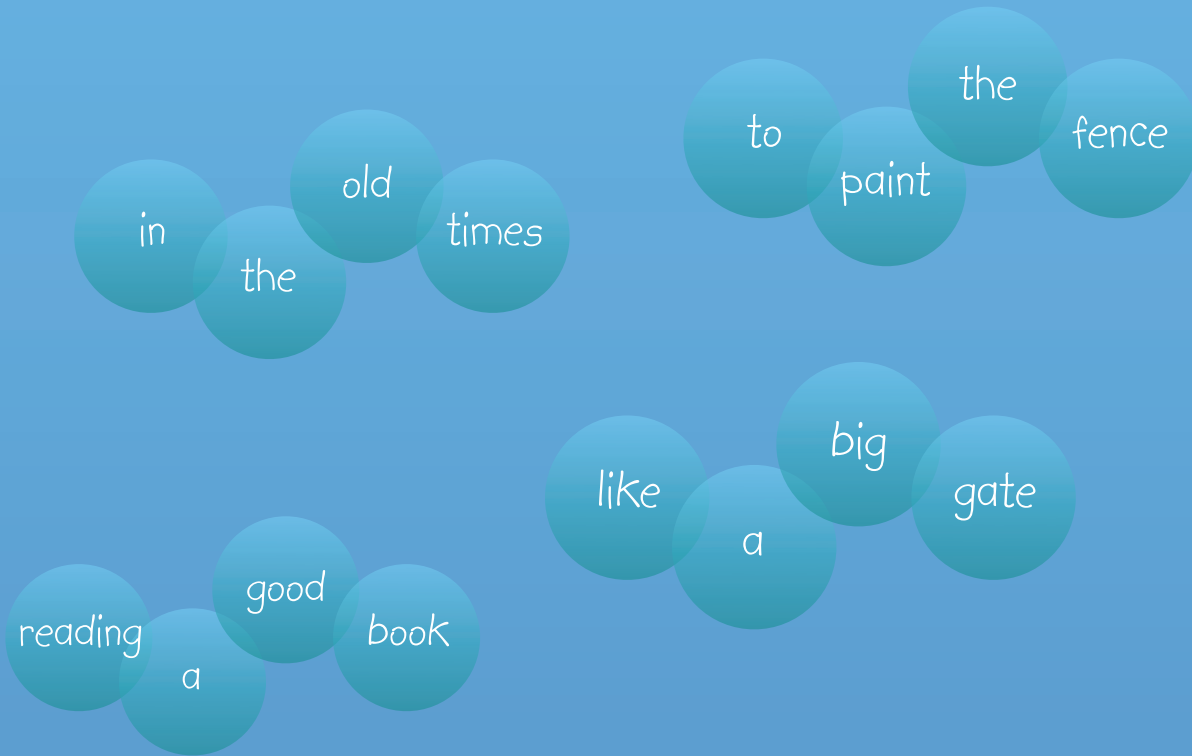 in the old times
to paint the fence
like a big gate
reading a good book